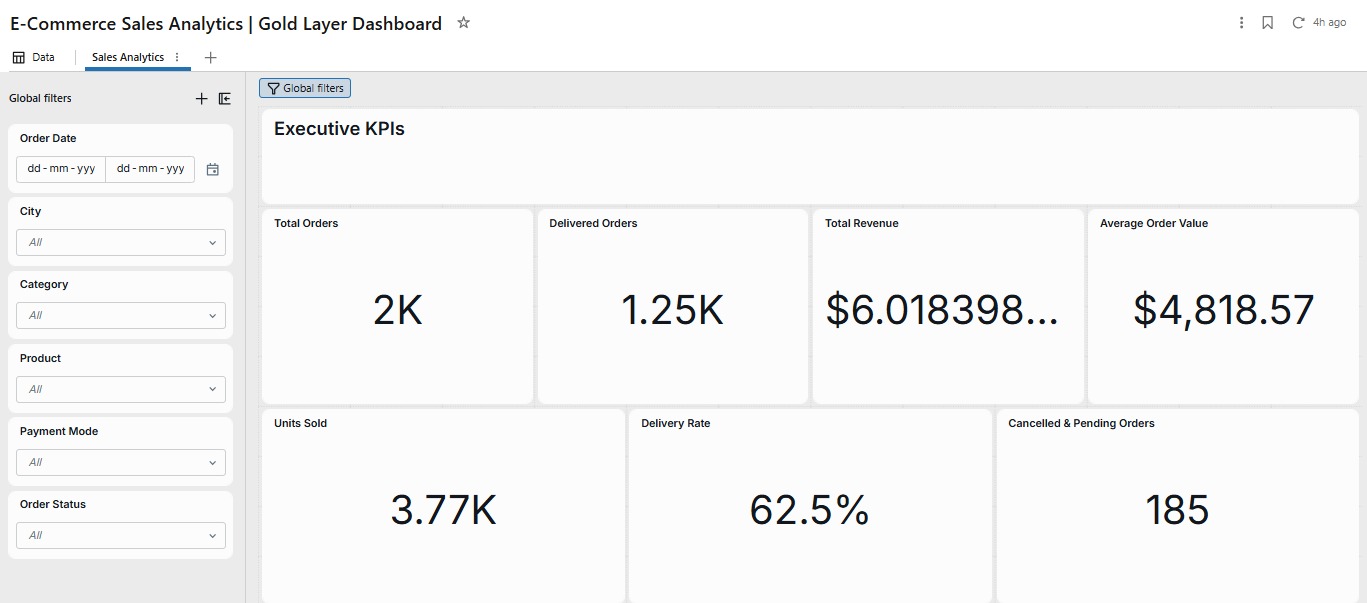 E-Commerce Sales Analytics | Gold Layer Dashboard
4h ago
Data
Sales Analytics
Global filters
Order Date
dd - mm - yyy
dd - mm - yyy
City
All
Category
All
Product
All
Payment Mode
All
Order Status
All
Global filters
Executive KPIs
Total Orders
2K
Delivered Orders
1.25K
Total Revenue
$6.018398...
Average Order Value
$4,818.57
Units Sold
3.77K
Delivery Rate
62.5%
Cancelled & Pending Orders
185